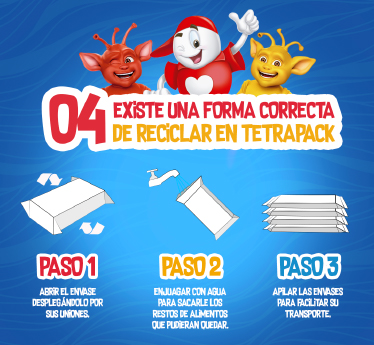 04 EXISTE UNA FORMA CORRECTA
DE RECICLAR EN TETRAPACK
PASO 1
ABRIR EL ENVASE
DESPLEGÁNDOLO POR
SUS UNIONES.
PASO 2
ENJUAGAR CON AGUA
PARA SACARLE LOS
RESTOS DE ALIMENTOS
QUE PUDIERAN QUEDAR.
PASO 3
APILAR LAS ENVASES
PARA FACILITAR SU
TRANSPORTE.